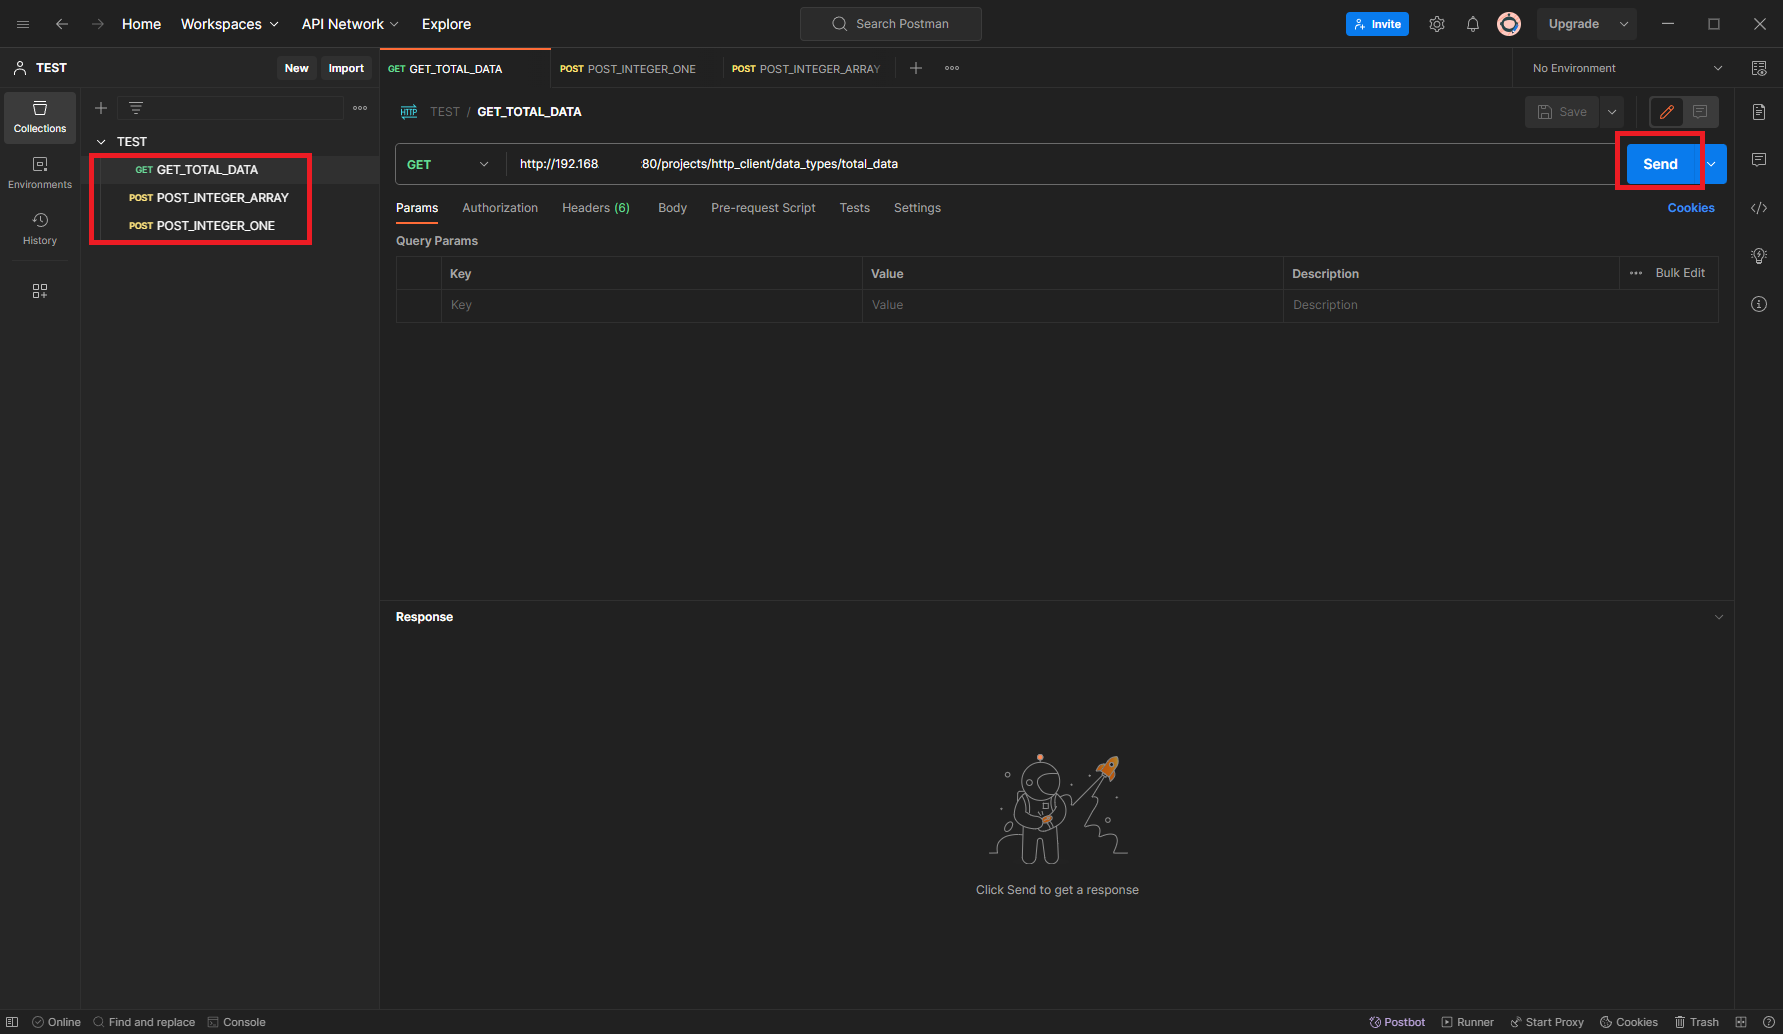 Home Workspaces API Network Explore Search Postman Invite Upgrade
TEST New Import GET GET_TOTAL_DATA POST POST_INTEGER_ONE POST POST_INTEGER_ARRAY No Environment
Collections
Environments
History
TEST
GET GET_TOTAL_DATA
POST POST_INTEGER_ARRAY
POST POST_INTEGER_ONE
HTTP TEST / GET_TOTAL_DATA Save
GET http://192.168 :80/projects/http_client/data_types/total_data Send
Params Authorization Headers (6) Body Pre-request Script Tests Settings Cookies
Query Params
Key Value Description Bulk Edit
Key Value Description
Response
Click Send to get a response
Online Find and replace Console Postbot Runner Start Proxy Cookies Trash